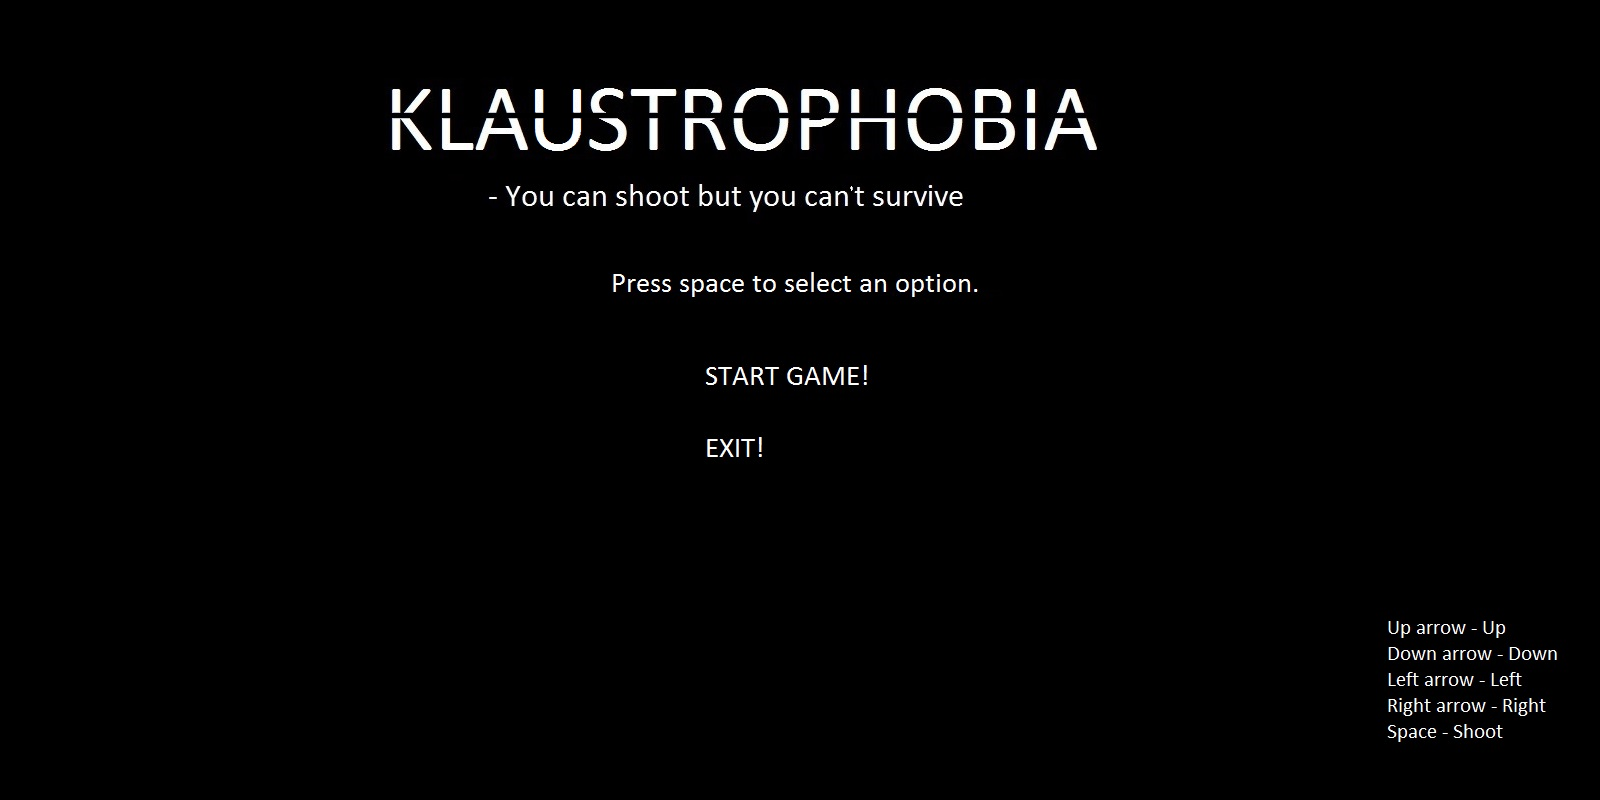 KLAUSTROPHOBIA
- You can shoot but you can't survive
Press space to select an option.
START GAME!
EXIT!
Up arrow - Up
Down arrow - Down
Left arrow - Left
Right arrow - Right
Space - Shoot